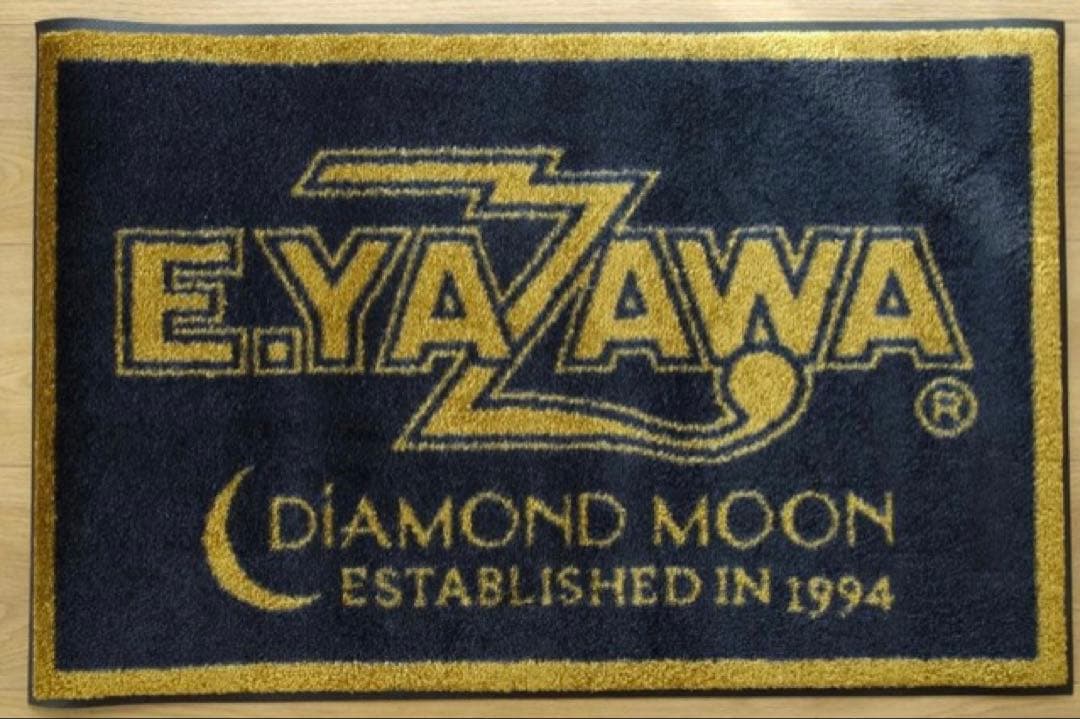 E.YAZAWA ®
DiAMOND MOON
ESTABLISHED IN 1994